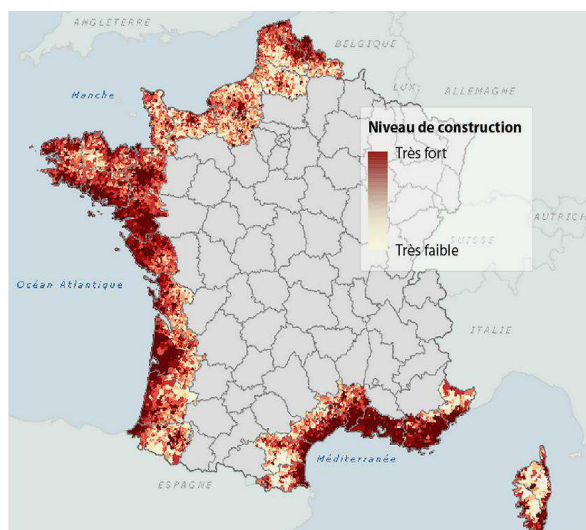 ANGLETERRE
BELGIQUE
LUX.
ALLEMAGNE
Manche
Niveau de construction
Très fort
Très faible
AUTRICH
SUISSE
Océan Atlantique
ITALIE
Méditerranée
ESPAGNE